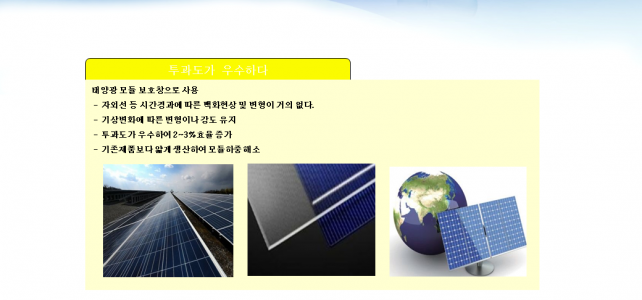 투과도가 우수하다
태양광 모듈 보호창으로 사용
- 자외선 등 시간경과에 따른 백화현상 및 변형이 거의 없다.
- 기상변화에 따른 변형이나 강도 유지
- 투과도가 우수하여 2~3% 효율 증가
- 기존제품보다 얇게 생산하여 모듈하중 해소